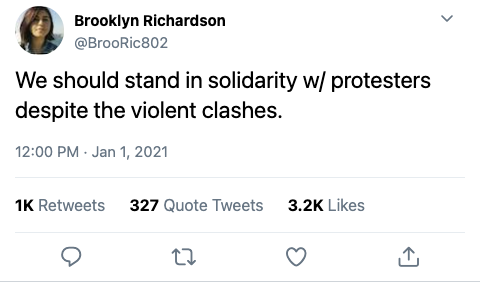 Brooklyn Richardson
@BrooRic802
We should stand in solidarity w/ protesters
despite the violent clashes.
12:00 PM · Jan 1, 2021
1K Retweets 327 Quote Tweets 3.2K Likes